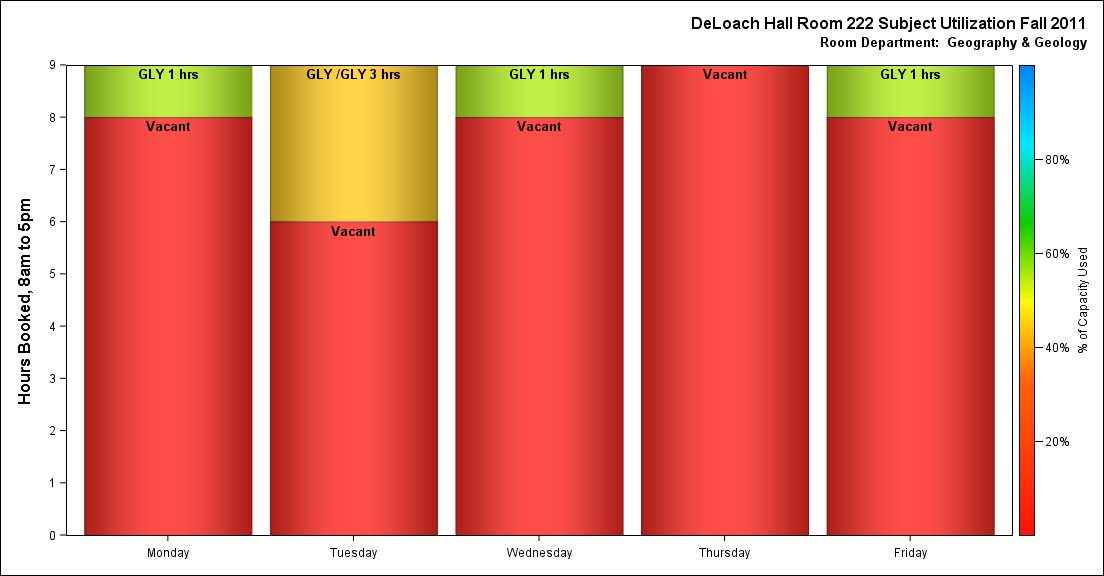 DeLoach Hall Room 222 Subject Utilization Fall 2011
Room Department:  Geography & Geology
Hours Booked, 8am to 5pm
9
8
7
6
5
4
3
2
1
0
GLY 1 hrs
Vacant
GLY /GLY 3 hrs
Vacant
GLY 1 hrs
Vacant
Vacant
GLY 1 hrs
Vacant
Monday
Tuesday
Wednesday
Thursday
Friday
80%
60%
40%
20%
% of Capacity Used